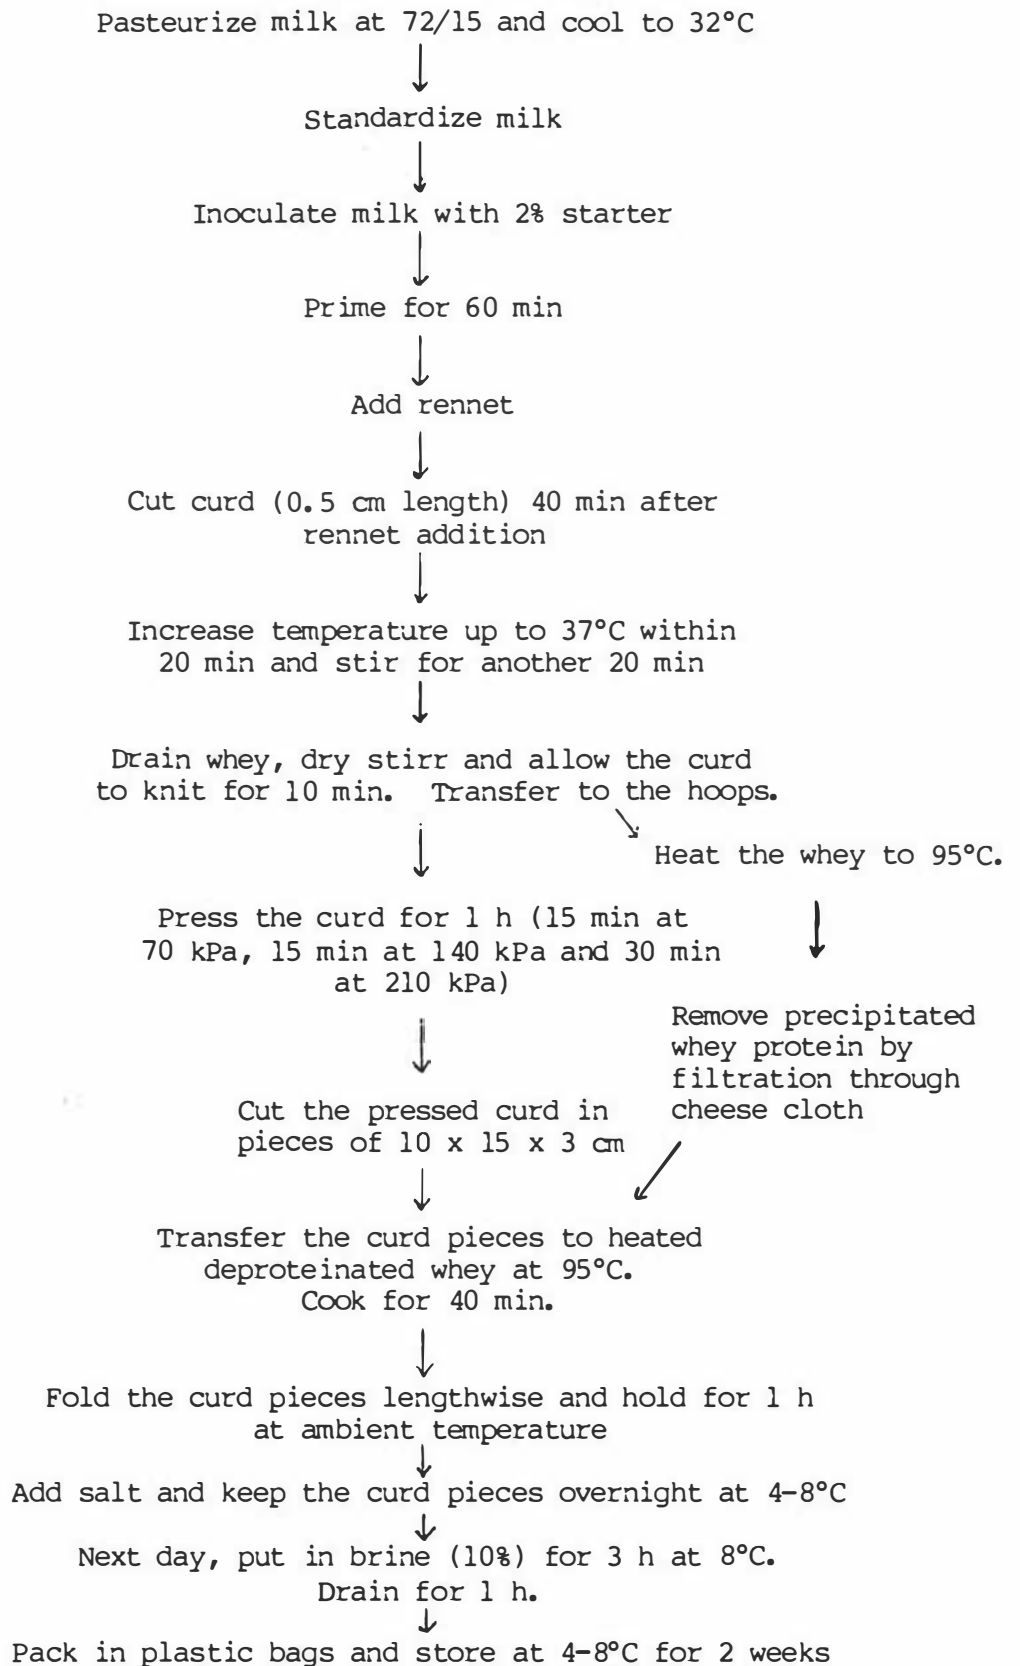 Pasteurize milk at 72/15 and cool to 32°C
Standardize milk
Inoculate milk with 2% starter
Prime for 60 min
Add rennet
Cut curd (0.5 cm length) 40 min after
rennet addition
Increase temperature up to 37°C within
20 min and stir for another 20 min
Drain whey, dry stirr and allow the curd
to knit for 10 min. Transfer to the hoops.
Heat the whey to 95°C.
Press the curd for 1 h (15 min at
70 kPa, 15 min at 140 kPa and 30 min
at 210 kPa)
Remove precipitated
whey protein by
filtration through
cheese cloth
Cut the pressed curd in
pieces of 10 x 15 x 3 cm
Transfer the curd pieces to heated
deproteinated whey at 95°C.
Cook for 40 min.
Fold the curd pieces lengthwise and hold for 1 h
at ambient temperature
Add salt and keep the curd pieces overnight at 4-8°C
Next day, put in brine (10%) for 3 h at 8°C.
Drain for 1 h.
Pack in plastic bags and store at 4-8°C for 2 weeks